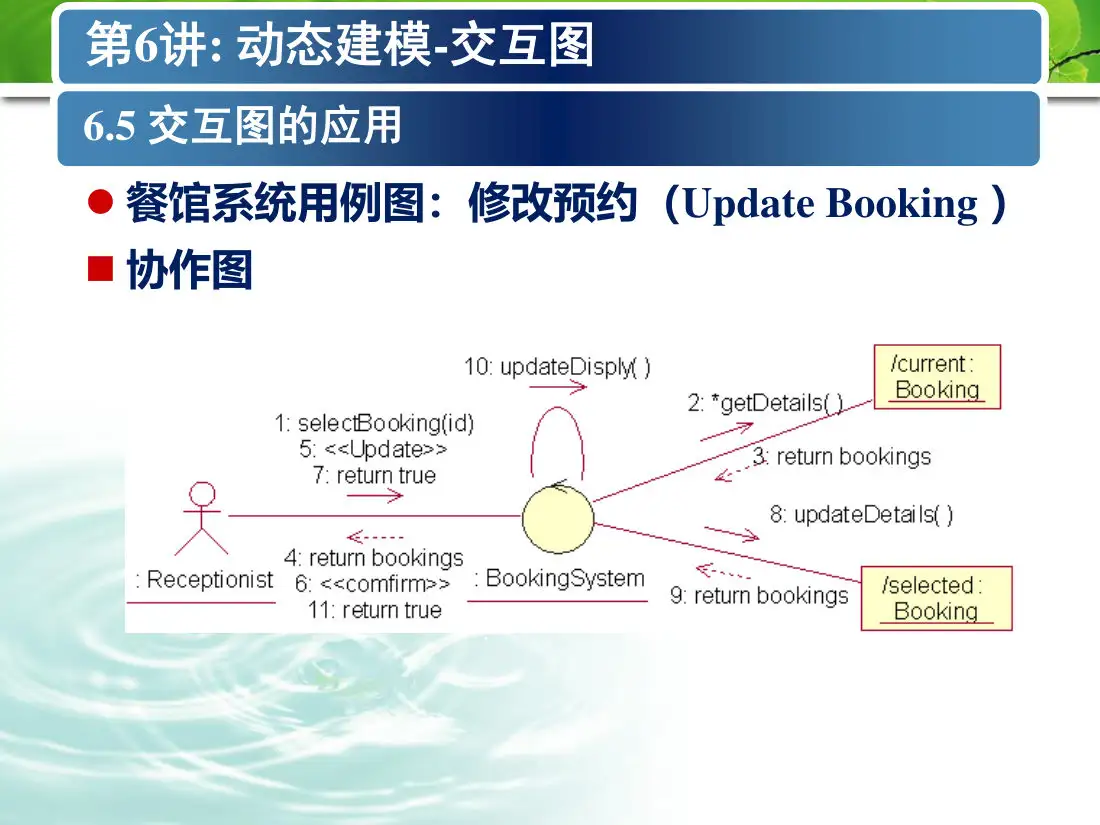 第6讲: 动态建模-交互图
6.5 交互图的应用
餐馆系统用例图：修改预约（Update Booking ）
协作图
10: updateDisply( )
/current :
Booking
2: *getDetails( )
1: selectBooking(id)
5: <<Update>>
7: return true
3: return bookings
8: updateDetails( )
4: return bookings
6: <<comfirm>>
11: return true
: Receptionist
: BookingSystem
9: return bookings
/selected :
Booking